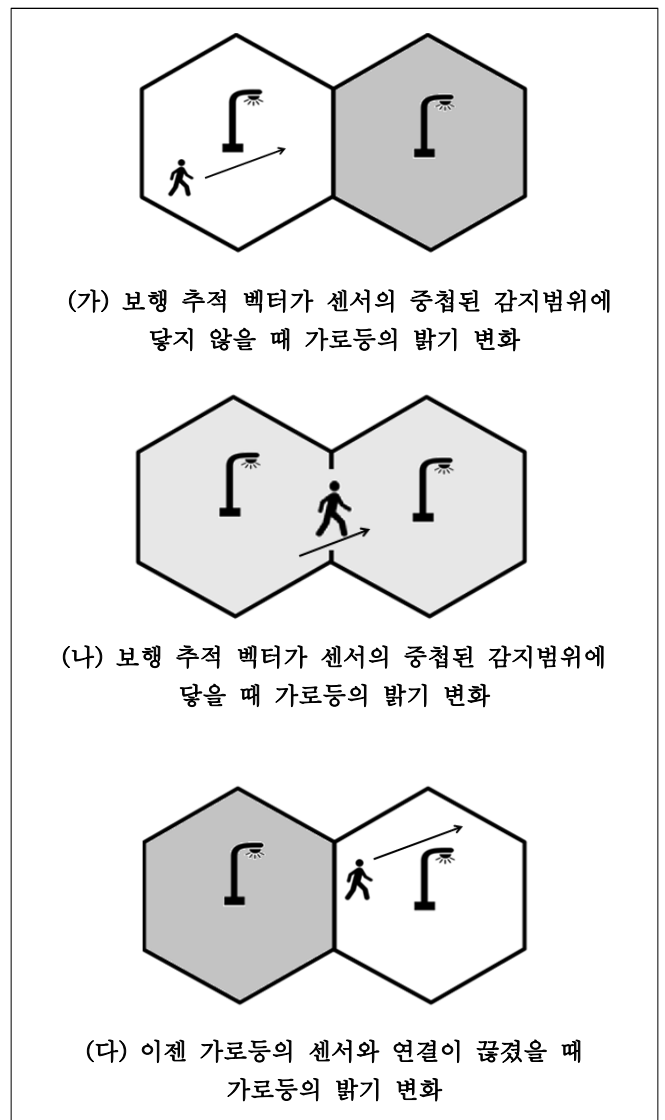 (가) 보행 추적 벡터가 센서의 중첩된 감지범위에
닿지 않을 때 가로등의 밝기 변화
(나) 보행 추적 벡터가 센서의 중첩된 감지범위에
닿을 때 가로등의 밝기 변화
(다) 이젠 가로등의 센서와 연결이 끊겼을 때
가로등의 밝기 변화